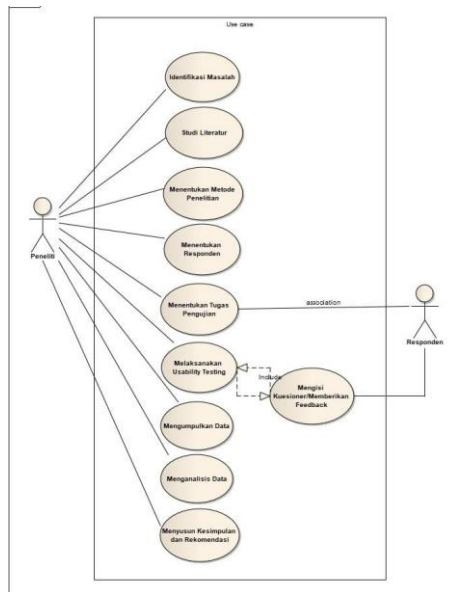 Use case
Identifikasi Masalah
Studi Literatur
Menentukan Metode
Penelitian
Menentukan
Responden
Peneliti
Menentukan Tugas
Pengujian
association
Responden
Melaksanakan
Usability Testing
Include
Mengisi
Kuesioner/Memberikan
Feedback
Mengumpulkan Data
Menganalisis Data
Menyusun Kesimpulan
dan Rekomendasi